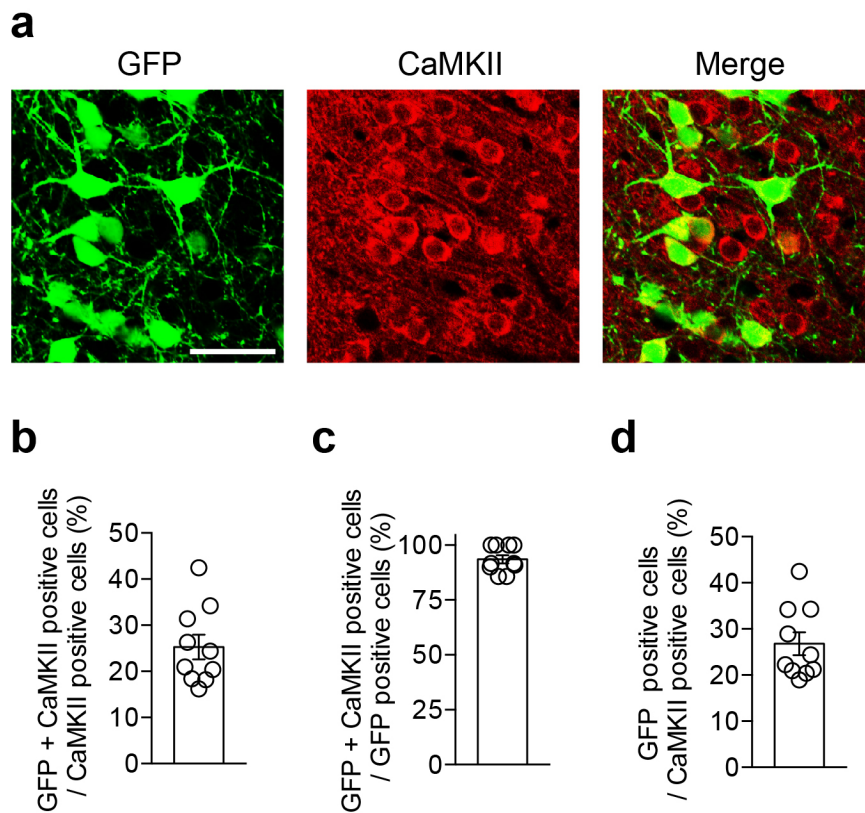 a
GFP
CaMKII
Merge
b
GFP + CaMKII positive cells
/ CaMKII positive cells (%)
50
40
30
20
10
0
c
GFP + CaMKII positive cells
/ GFP positive cells (%)
100
75
50
25
0
d
GFP positive cells
/ CaMKII positive cells (%)
50
40
30
20
10
0